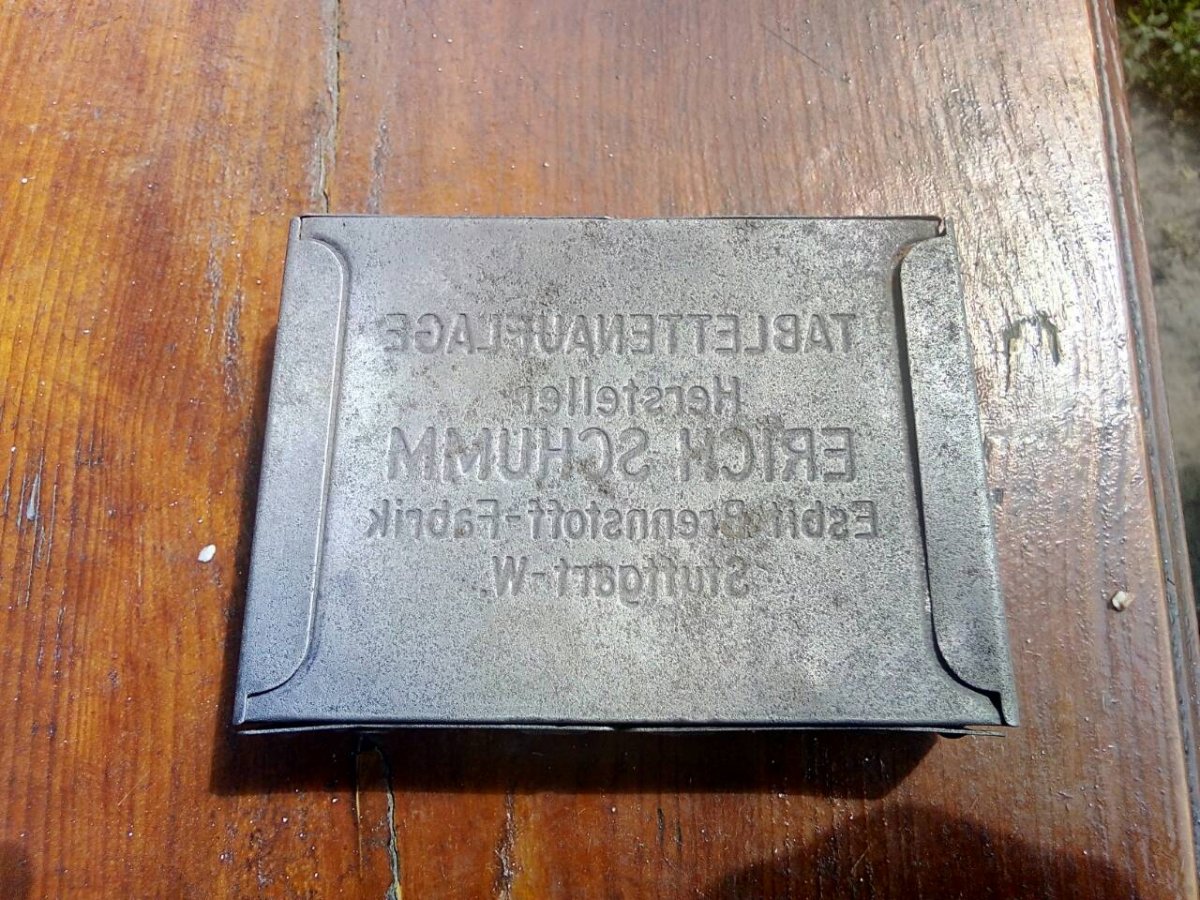 TABLETTENAUFLAGE
Hersteller
ERICH SCHUMM
Esbit-Brennstoff-Fabrik
Stuttgart-W.